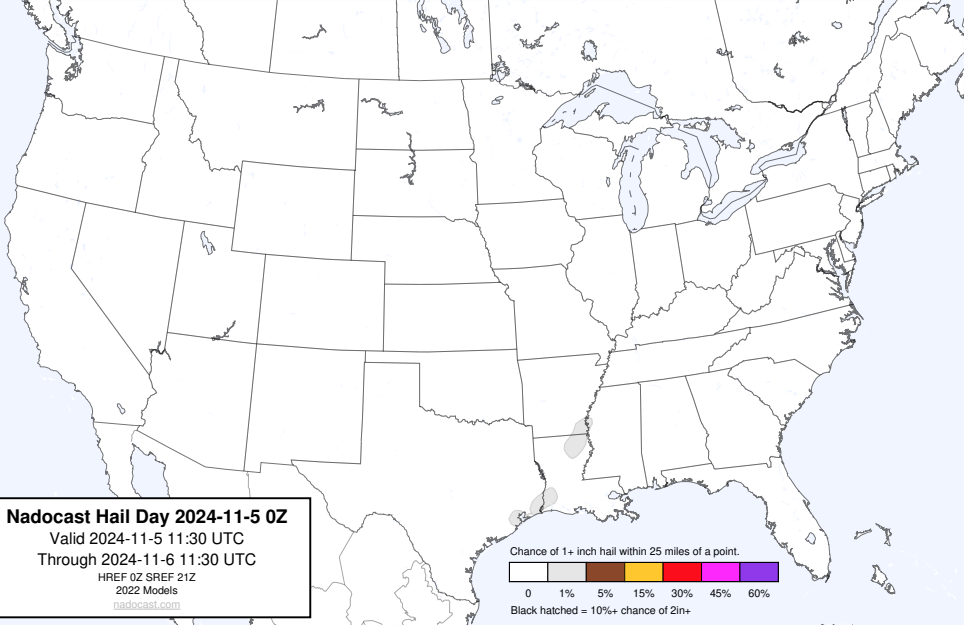 Nadocast Hail Day 2024-11-5 0Z
Valid 2024-11-5 11:30 UTC
Through 2024-11-6 11:30 UTC
HREF 0Z SREF 21Z
2022 Models
nadocast.com
Chance of 1+ inch hail within 25 miles of a point.
0 1% 5% 15% 30% 45% 60%
Black hatched = 10%+ chance of 2in+